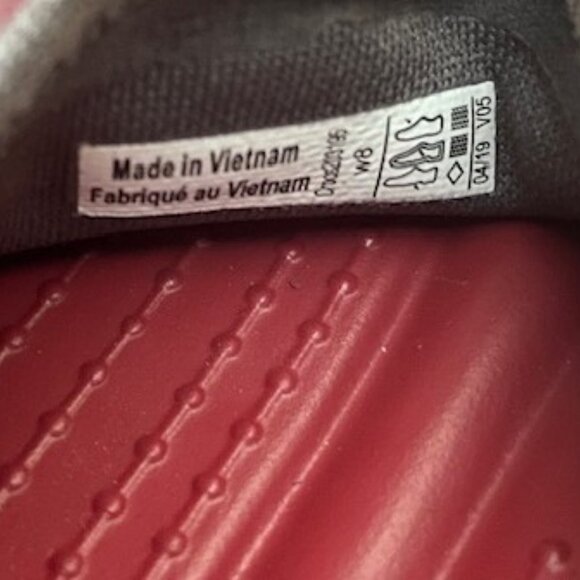 Made in Vietnam
Fabriqué au Vietnam
W8
04/19 V05